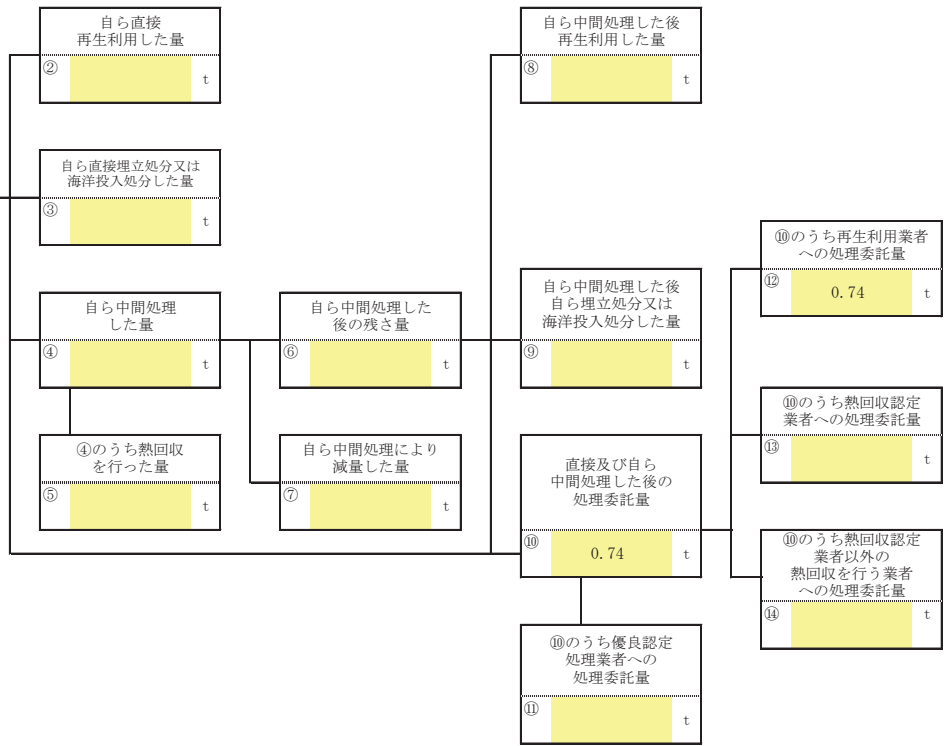 自ら直接
再生利用した量
②
t
自ら中間処理した後
再生利用した量
⑧
t
自ら直接埋立処分又は
海洋投入処分した量
③
t
⑩のうち再生利用業者
への処理委託量
⑫
0.74
t
自ら中間処理
した量
④
t
自ら中間処理した
後の残さ量
⑥
t
自ら中間処理した後
自ら埋立処分又は
海洋投入処分した量
⑨
t
⑩のうち熱回収認定
業者への処理委託量
⑬
t
④のうち熱回収
を行った量
⑤
t
自ら中間処理により
減量した量
⑦
t
直接及び自ら
中間処理した後の
処理委託量
⑩
0.74
t
⑩のうち熱回収認定
業者以外の
熱回収を行う業者
への処理委託量
⑭
t
⑩のうち優良認定
処理業者への
処理委託量
⑪
t